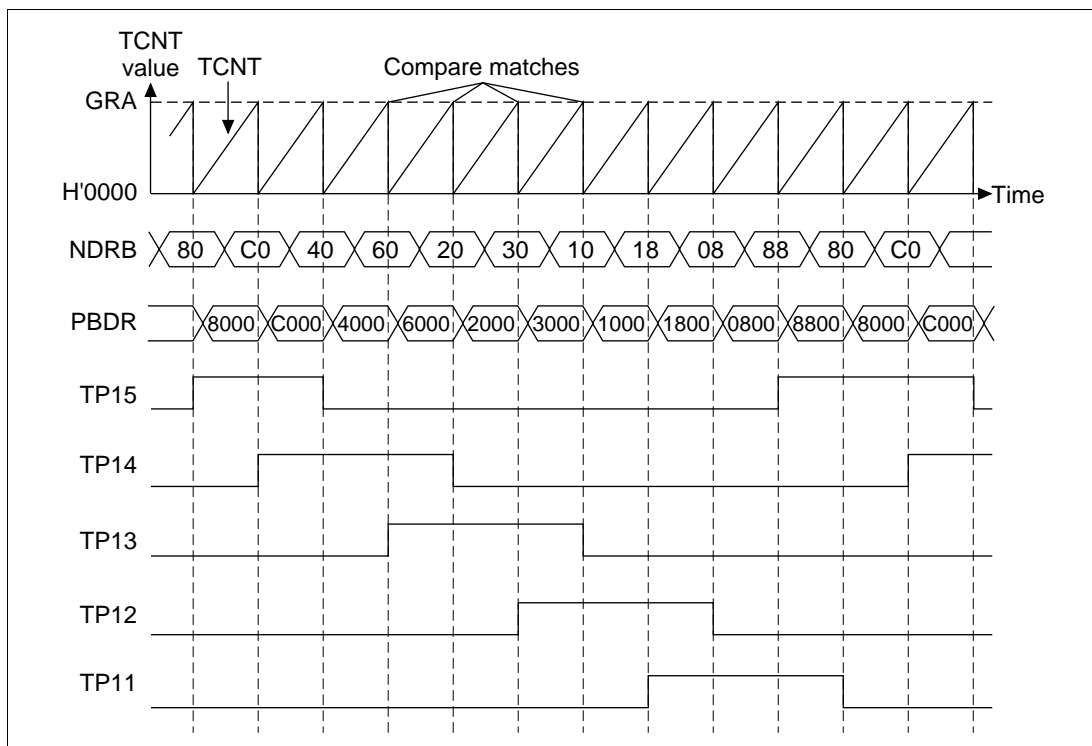 TCNT
value
TCNT
Compare matches
GRA
H'0000
Time
NDRB 80 C0 40 60 20 30 10 18 08 88 80 C0
PBDR 8000 C000 4000 6000 2000 3000 1000 1800 0800 8800 8000 C000
TP15
TP14
TP13
TP12
TP11